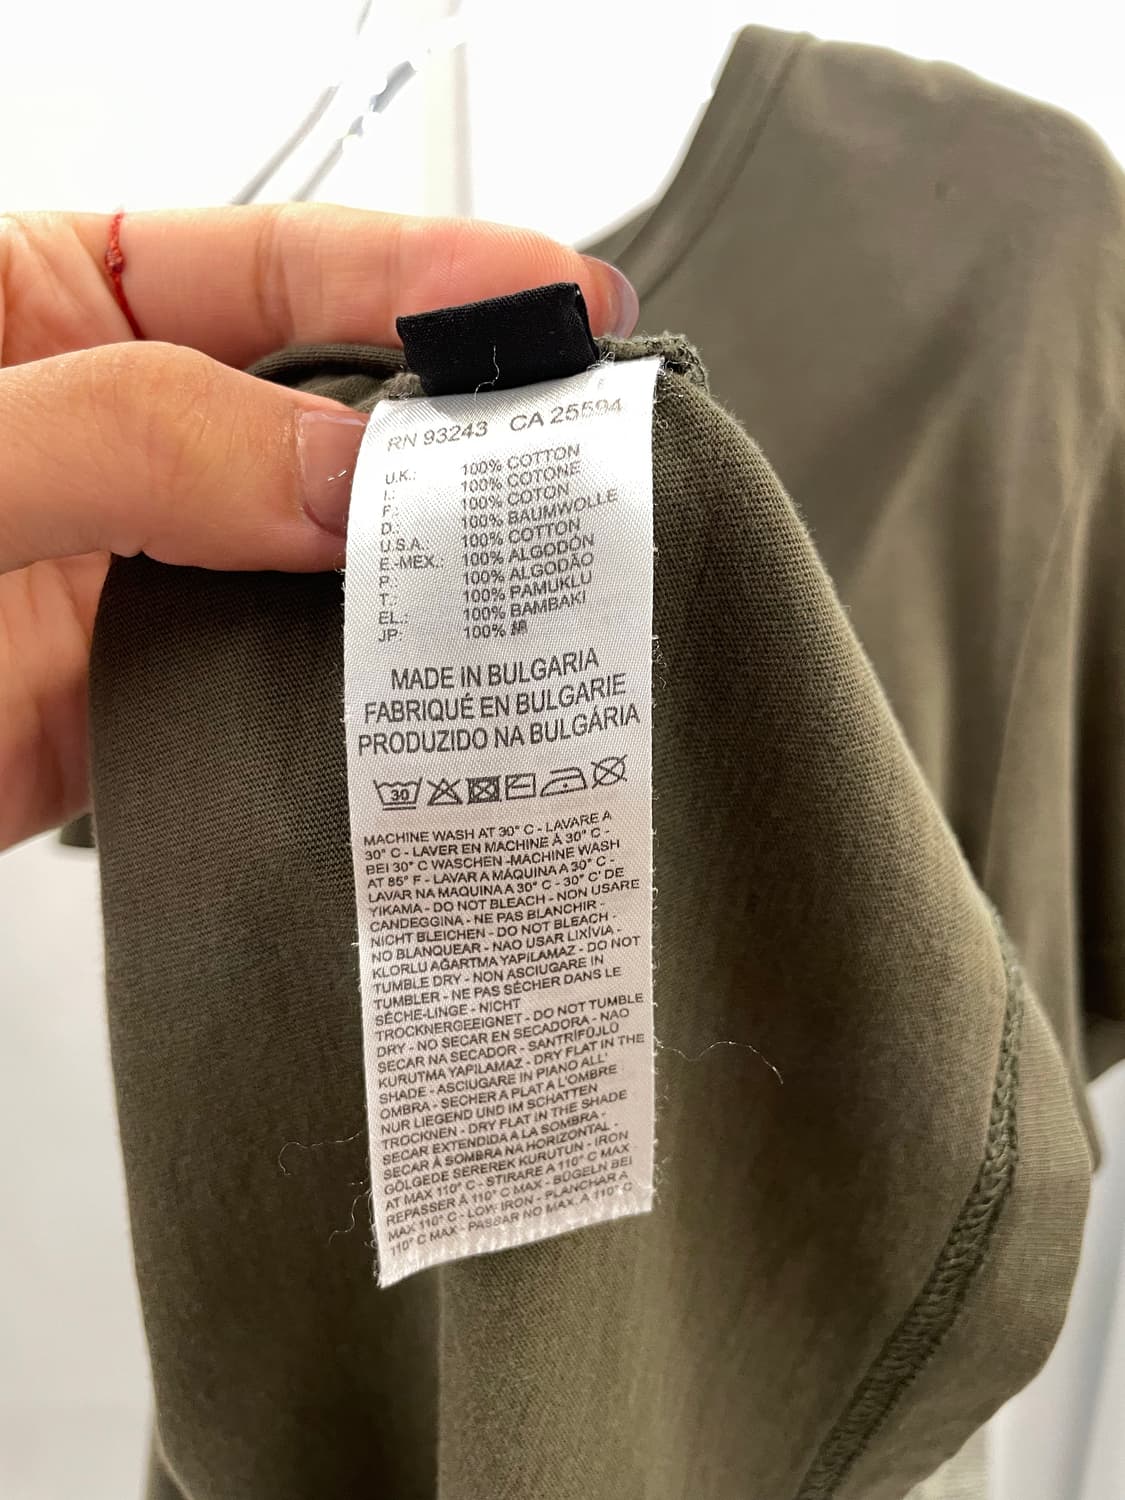 RN 93243 CA 25594
U.K.: 100% COTTON
I.: 100% COTONE
F.: 100% COTON
D.: 100% BAUMWOLLE
U.S.A.: 100% COTTON
E.-MEX.: 100% ALGODÓN
P.: 100% ALGODÃO
T.: 100% PAMUKLU
EL.: 100% BAMBAKI
JP: 100% 綿
MADE IN BULGARIA
FABRIQUÉ EN BULGARIE
PRODUZIDO NA BULGÁRIA
30
MACHINE WASH AT 30° C - LAVARE A
30° C - LAVER EN MACHINE À 30° C -
BEI 30° C WASCHEN -MACHINE WASH
AT 85° F - LAVAR A MÁQUINA A 30° C -
LAVAR NA MAQUINA A 30° C - 30° C' DE
YIKAMA - DO NOT BLEACH - NON USARE
CANDEGGINA - NE PAS BLANCHIR -
NICHT BLEICHEN - DO NOT BLEACH -
NO BLANQUEAR - NAO USAR LIXÍVIA -
KLORLU AĞARTMA YAPILAMAZ - DO NOT
TUMBLE DRY - NON ASCIUGARE IN
TUMBLER - NE PAS SÉCHER DANS LE
SÈCHE-LINGE - NICHT
TROCKNERGEEIGNET - DO NOT TUMBLE
DRY - NO SECAR EN SECADORA - NAO
SECAR NA SECADOR - SANTRIFÜJLÜ
KURUTMA YAPILAMAZ - DRY FLAT IN THE
SHADE - ASCIUGARE IN PIANO ALL'
OMBRA - SECHER A PLAT A L'OMBRE
NUR LIEGEND UND IM SCHATTEN
TROCKNEN - DRY FLAT IN THE SHADE
SECAR EXTENDIDA A LA SOMBRA -
SECAR À SOMBRA NA HORIZONTAL -
GÖLGEDE SEREREK KURUTUN - IRON
AT MAX 110° C - STIRARE A 110° C MAX
REPASSER À 110° C MAX - BÜGELN BEI
MAX 110° C - LOW IRON - PLANCHAR A
110° C MAX - PASSAR NO MAX. A 110° C